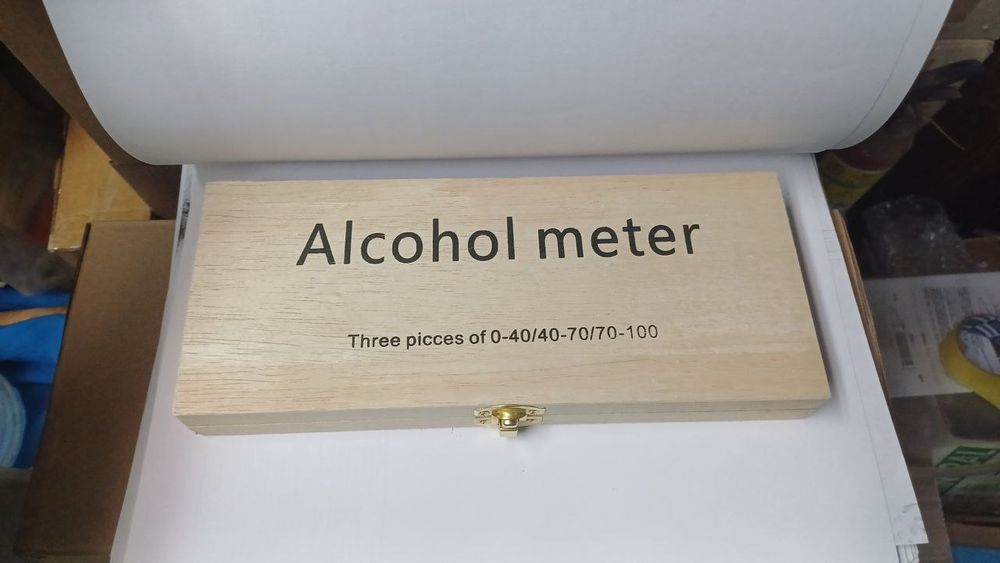 Alcohol meter
Three picces of 0-40/40-70/70-100